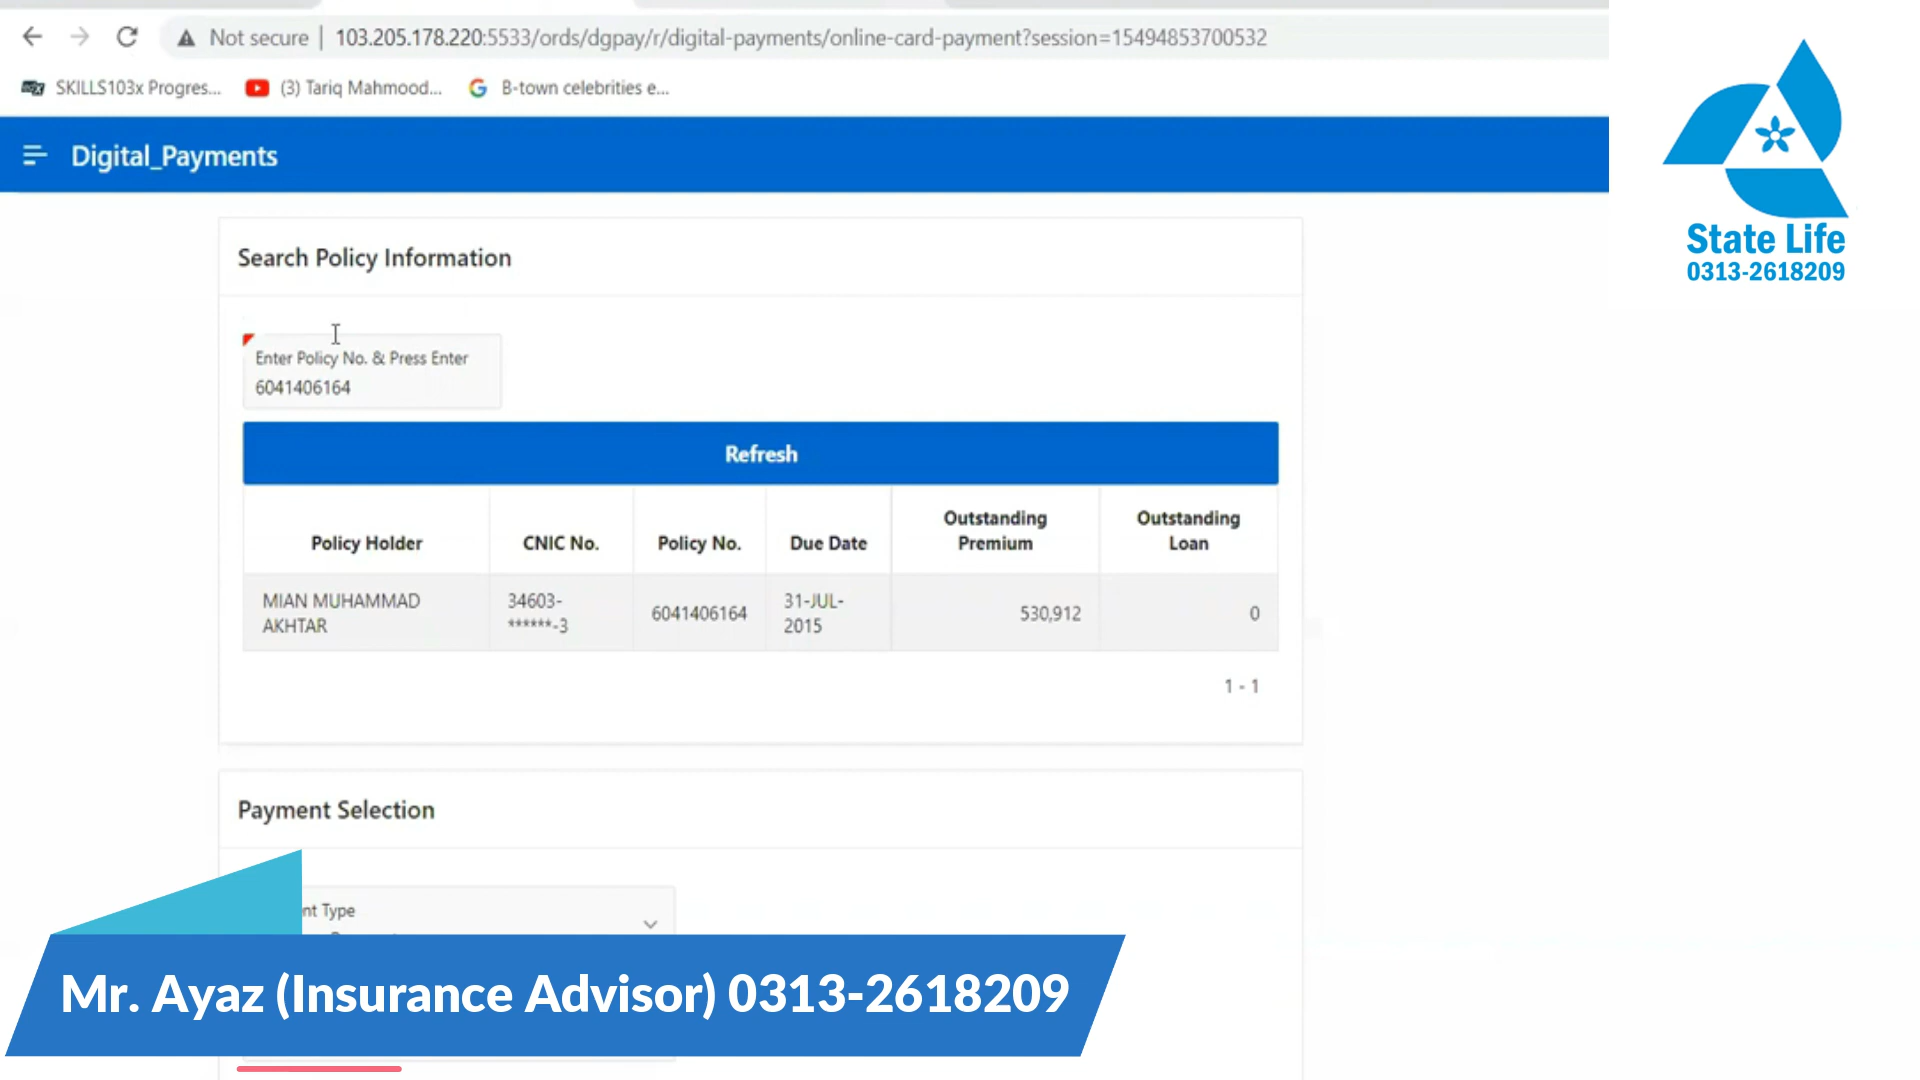 Not secure | 103.205.178.220:5533/ords/dgpay/r/digital-payments/online-card-payment?session=15494853700532
SKILLS103x Progres... (3) Tariq Mahmood... B-town celebrities e...
Digital_Payments
State Life
0313-2618209
Search Policy Information
Enter Policy No. & Press Enter
6041406164
Refresh
Policy Holder CNIC No. Policy No. Due Date Outstanding Premium Outstanding Loan
MIAN MUHAMMAD AKHTAR 34603-******-3 6041406164 31-JUL-2015 530,912 0
1 - 1
Payment Selection
nt Type
Mr. Ayaz (Insurance Advisor) 0313-2618209